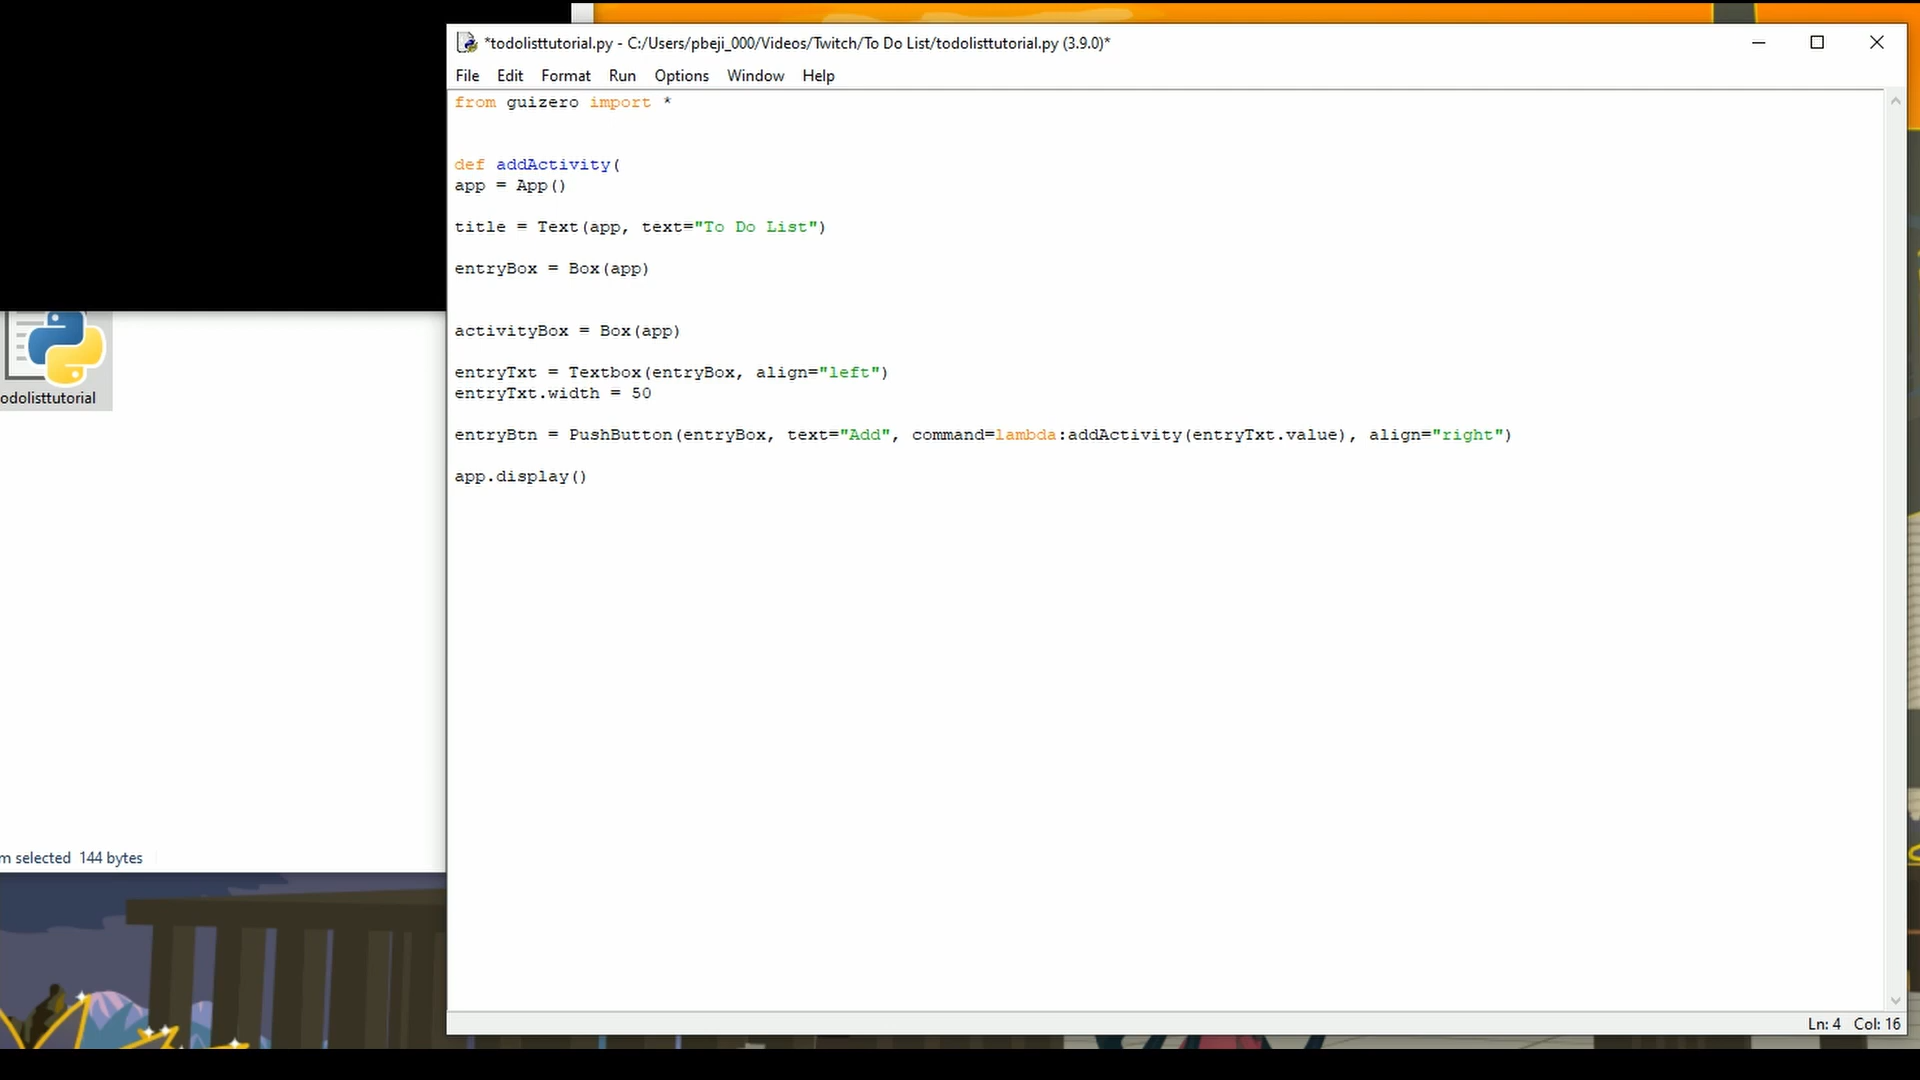 *todolisttutorial.py - C:/Users/pbeji_000/Videos/Twitch/To Do List/todolisttutorial.py (3.9.0)*
File Edit Format Run Options Window Help
from guizero import *
def addActivity(
app = App()
title = Text(app, text="To Do List")
entryBox = Box(app)
activityBox = Box(app)
entryTxt = Textbox(entryBox, align="left")
entryTxt.width = 50
entryBtn = PushButton(entryBox, text="Add", command=lambda:addActivity(entryTxt.value), align="right")
app.display()
odolisttutorial
m selected 144 bytes
Ln: 4 Col: 16